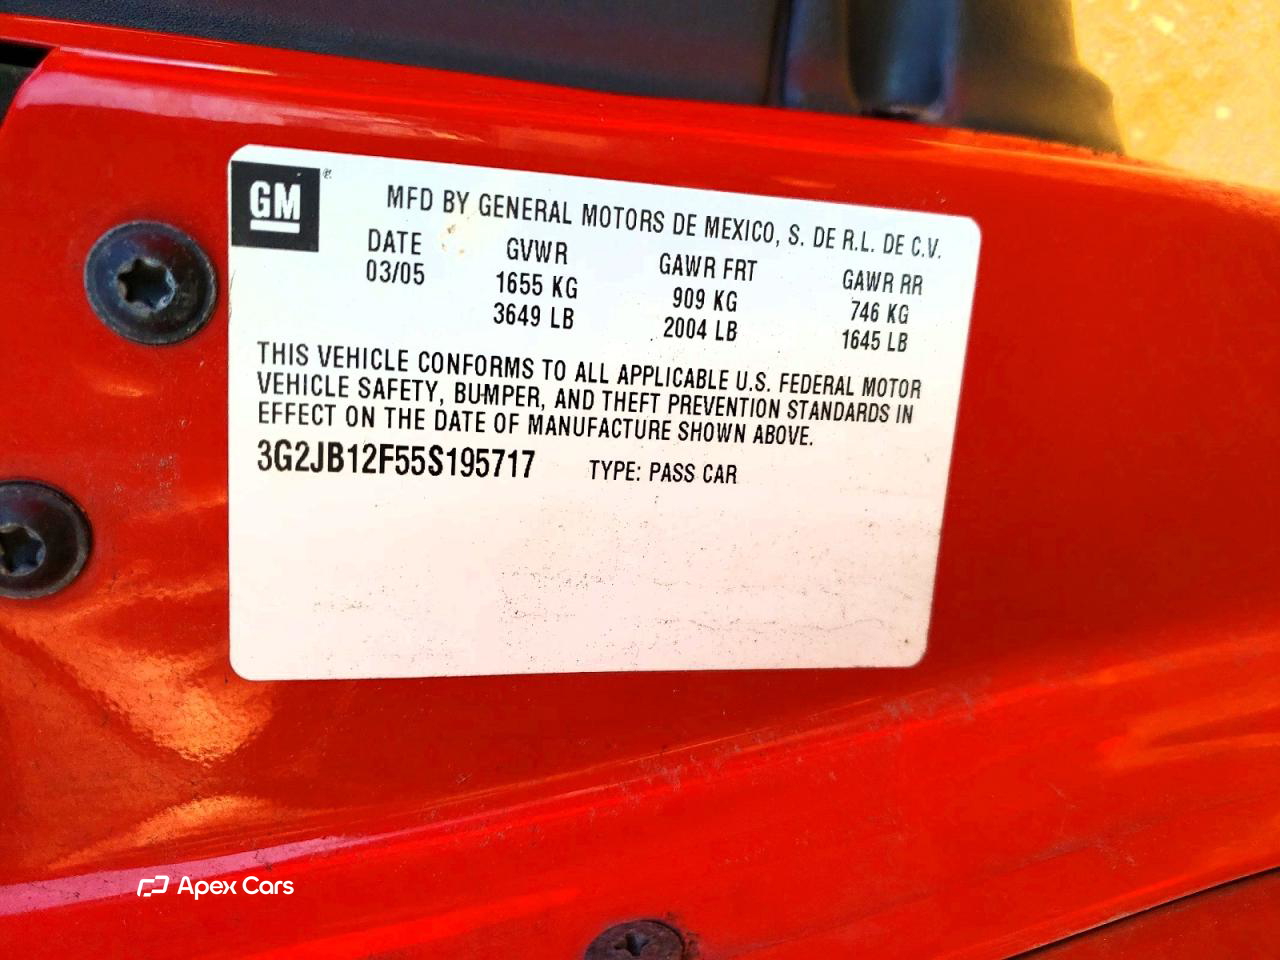 GM®
MFD BY GENERAL MOTORS DE MEXICO, S. DE R.L. DE C.V.
DATE GVWR GAWR FRT GAWR RR
03/05 1655 KG 909 KG 746 KG
3649 LB 2004 LB 1645 LB
THIS VEHICLE CONFORMS TO ALL APPLICABLE U.S. FEDERAL MOTOR
VEHICLE SAFETY, BUMPER, AND THEFT PREVENTION STANDARDS IN
EFFECT ON THE DATE OF MANUFACTURE SHOWN ABOVE.
3G2JB12F55S195717 TYPE: PASS CAR
Apex Cars